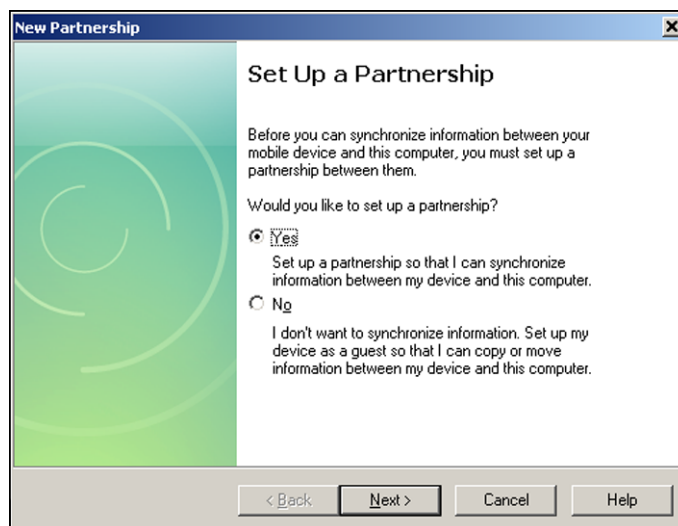 New Partnership
Set Up a Partnership
Before you can synchronize information between your
mobile device and this computer, you must set up a
partnership between them.
Would you like to set up a partnership?
Yes
Set up a partnership so that I can synchronize
information between my device and this computer.
No
I don't want to synchronize information. Set up my
device as a guest so that I can copy or move
information between my device and this computer.
< Back
Next >
Cancel
Help